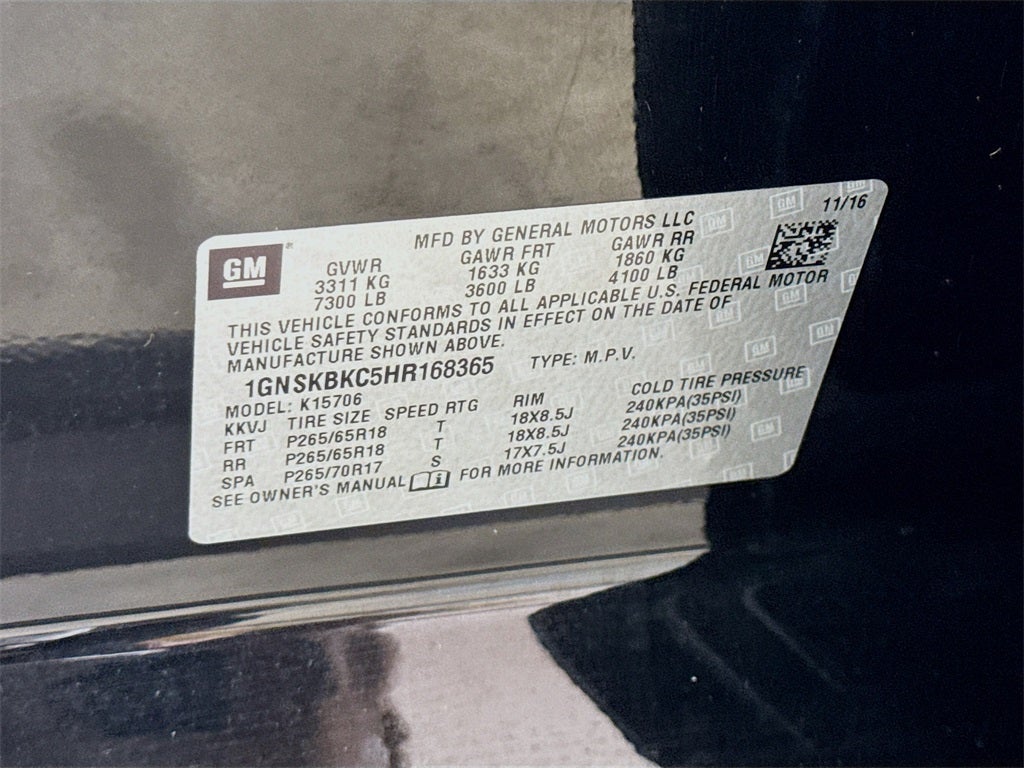 GM
MFD BY GENERAL MOTORS LLC 11/16
GVWR GAWR FRT GAWR RR
3311 KG 1633 KG 1860 KG
7300 LB 3600 LB 4100 LB
THIS VEHICLE CONFORMS TO ALL APPLICABLE U.S. FEDERAL MOTOR
VEHICLE SAFETY STANDARDS IN EFFECT ON THE DATE OF
MANUFACTURE SHOWN ABOVE.
1GNSKBKC5HR168365 TYPE: M.P.V.
MODEL: K15706
KKVJ TIRE SIZE SPEED RTG RIM COLD TIRE PRESSURE
FRT P265/65R18 T 18X8.5J 240KPA(35PSI)
RR P265/65R18 T 18X8.5J 240KPA(35PSI)
SPA P265/70R17 S 17X7.5J 240KPA(35PSI)
SEE OWNER'S MANUAL FOR MORE INFORMATION.